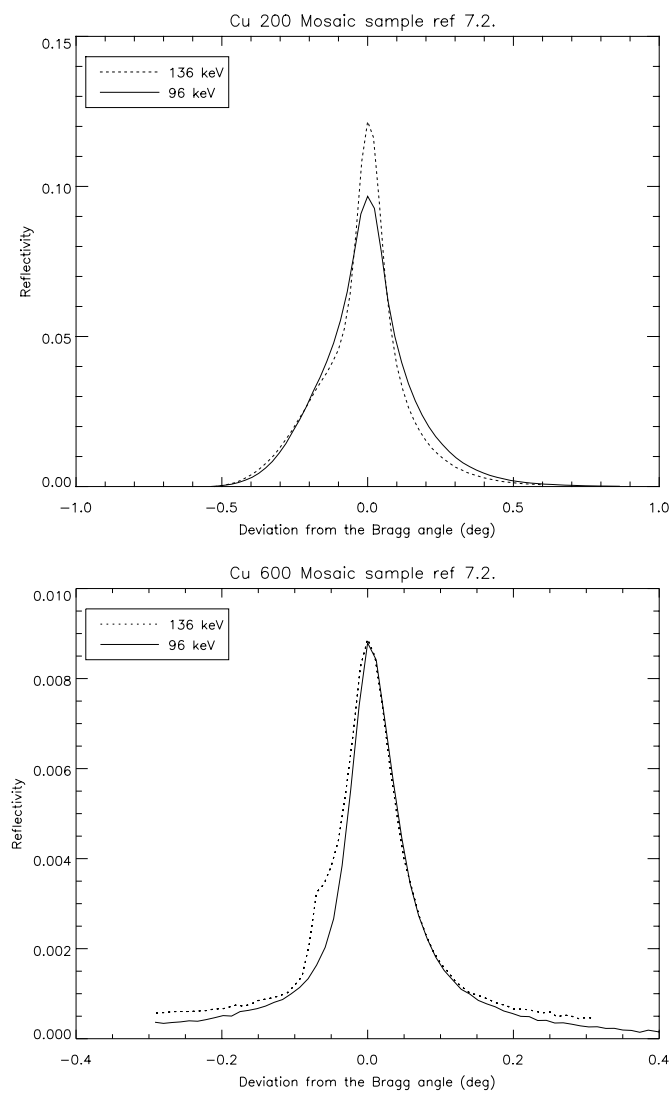 Cu 200 Mosaic sample ref 7.2.
0.15
136 keV
96 keV
0.10
Reflectivity
0.05
0.00
−1.0 −0.5 0.0 0.5 1.0
Deviation from the Bragg angle (deg)
Cu 600 Mosaic sample ref 7.2.
0.010
136 keV
96 keV
0.008
0.006
Reflectivity
0.004
0.002
0.000
−0.4 −0.2 0.0 0.2 0.4
Deviation from the Bragg angle (deg)